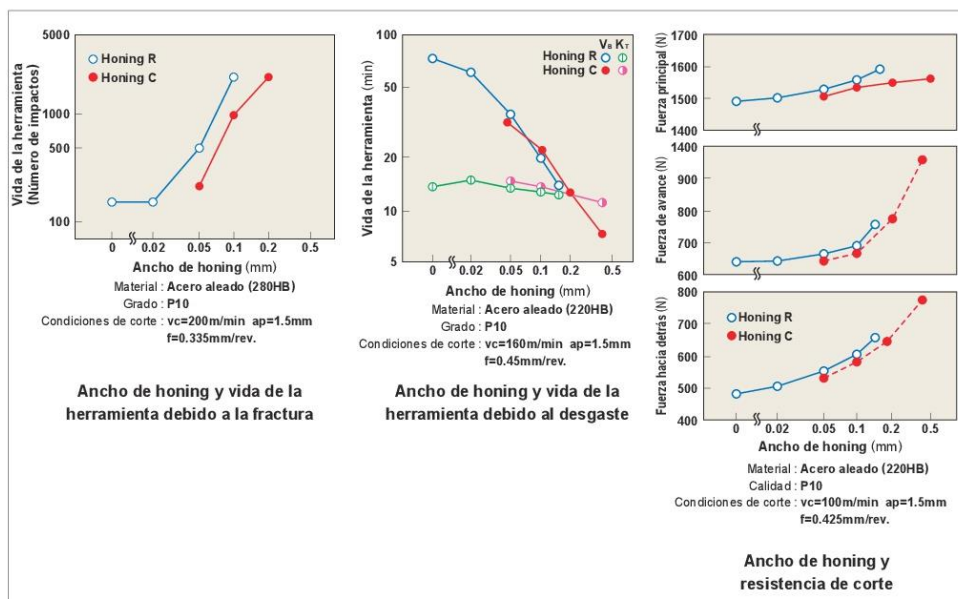 Vida de la herramienta
(Número de impactos)
5000
1000
500
100
Honing R
Honing C
0 0.02 0.05 0.1 0.2 0.5
Ancho de honing (mm)
Material : Acero aleado (280HB)
Grado : P10
Condiciones de corte : vc=200m/min ap=1.5mm
f=0.335mm/rev.
Ancho de honing y vida de la
herramienta debido a la fractura
Vida de la herramienta (min)
100
50
20
10
5
VB KT
Honing R
Honing C
0 0.02 0.05 0.1 0.2 0.5
Ancho de honing (mm)
Material : Acero aleado (220HB)
Grado : P10
Condiciones de corte : vc=160m/min ap=1.5mm
f=0.45mm/rev.
Ancho de honing y vida de la
herramienta debido al desgaste
Fuerza principal (N)
1700
1600
1500
1400
Fuerza de avance (N)
1400
900
800
700
600
Fuerza hacia detrás (N)
800
700
600
500
400
Honing R
Honing C
0 0.02 0.05 0.1 0.2 0.5
Ancho de honing (mm)
Material : Acero aleado (220HB)
Calidad : P10
Condiciones de corte : vc=100m/min ap=1.5mm
f=0.425mm/rev.
Ancho de honing y
resistencia de corte